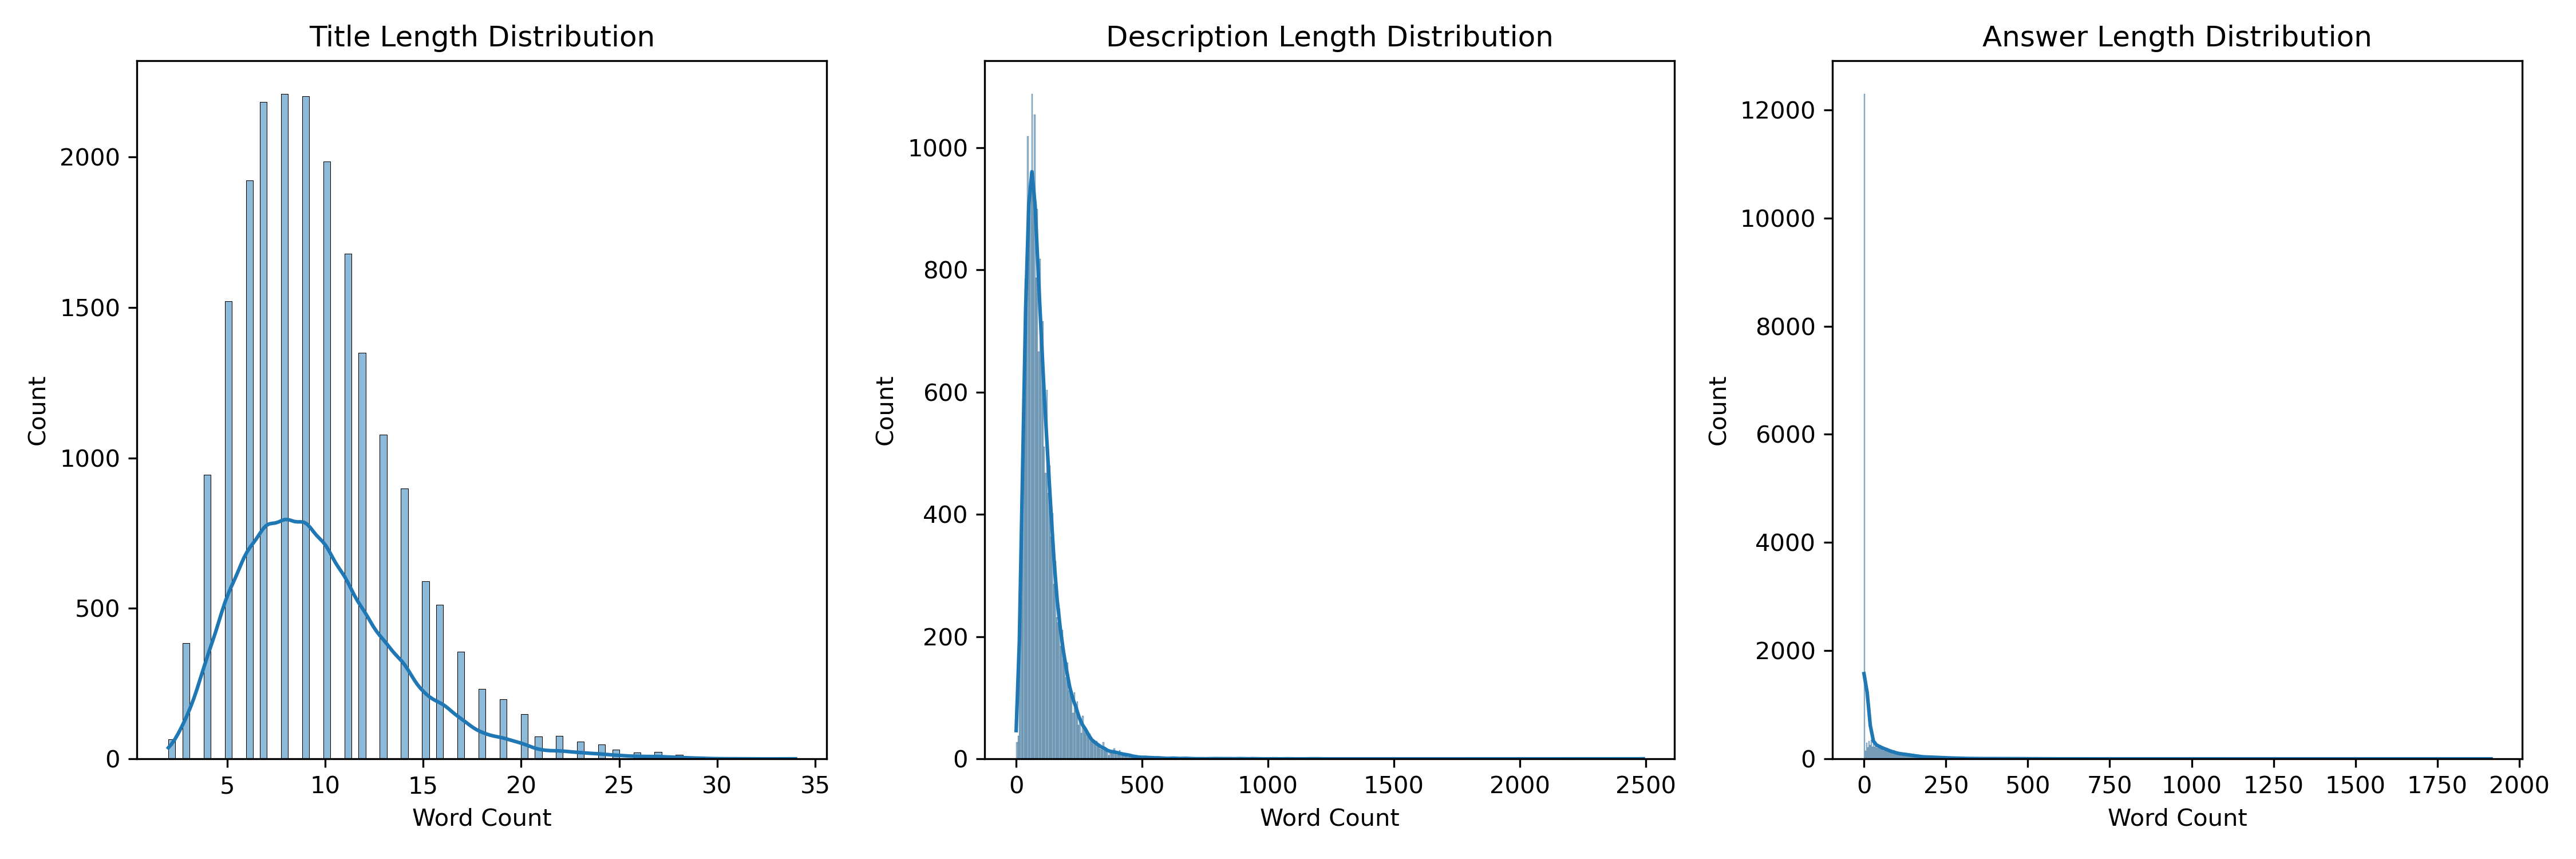 Title Length Distribution
2000
1500
1000
500
0
Count
5 10 15 20 25 30 35
Word Count
Description Length Distribution
1000
800
600
400
200
0
Count
0 500 1000 1500 2000 2500
Word Count
Answer Length Distribution
12000
10000
8000
6000
4000
2000
0
Count
0 250 500 750 1000 1250 1500 1750 2000
Word Count